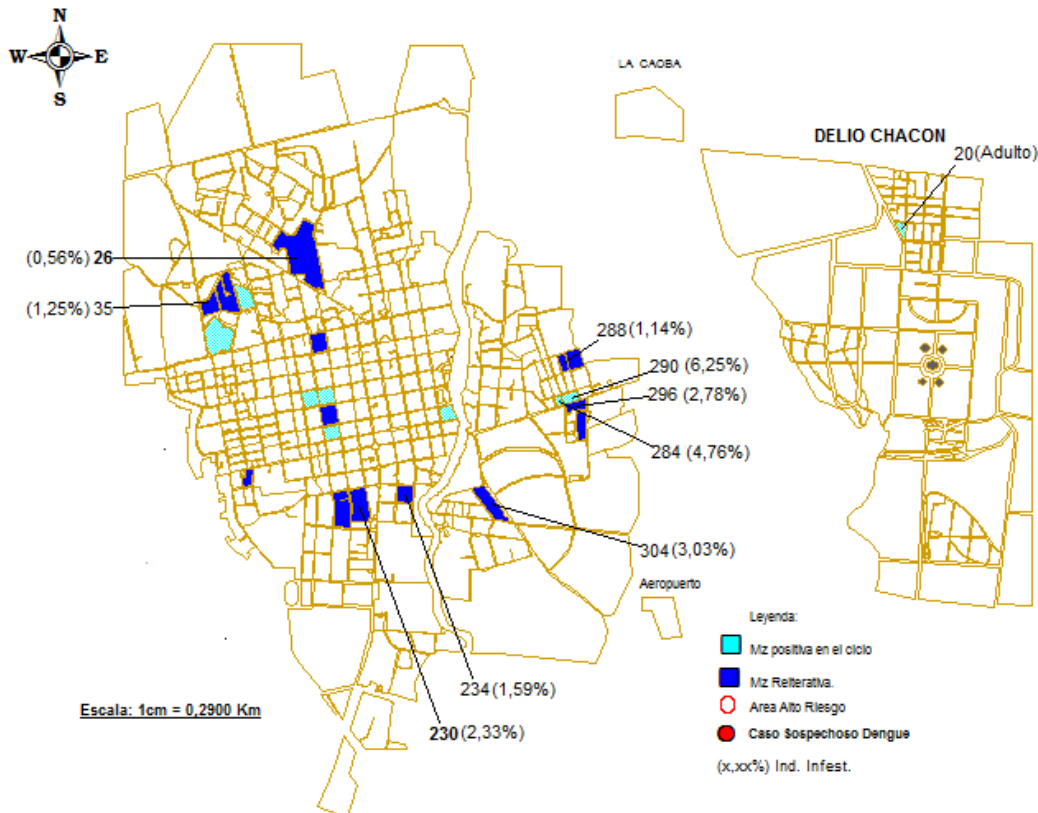 N
W E
S
LA CAOBA
DELIO CHACON
20(Adulto)
(0,56%) 26
(1,25%) 35
288 (1,14%)
290 (6,25%)
296 (2,78%)
284 (4,76%)
304 (3,03%)
Aeropuerto
234 (1,59%)
230 (2,33%)
Escala: 1cm = 0,2900 Km
Leyenda:
Mz positiva en el ciclo
Mz Reiterativa.
Area Alto Riesgo
Caso Sospechoso Dengue
(x,xx%) Ind. Infest.